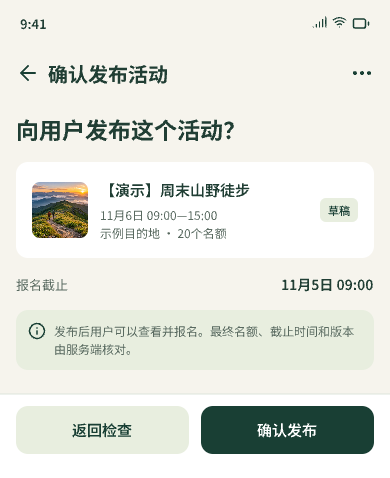 9:41
确认发布活动
向用户发布这个活动？
【演示】周末山野徒步
11月6日 09:00—15:00
示例目的地 · 20个名额
草稿
报名截止
11月5日 09:00
发布后用户可以查看并报名。最终名额、截止时间和版本
由服务端核对。
返回检查
确认发布